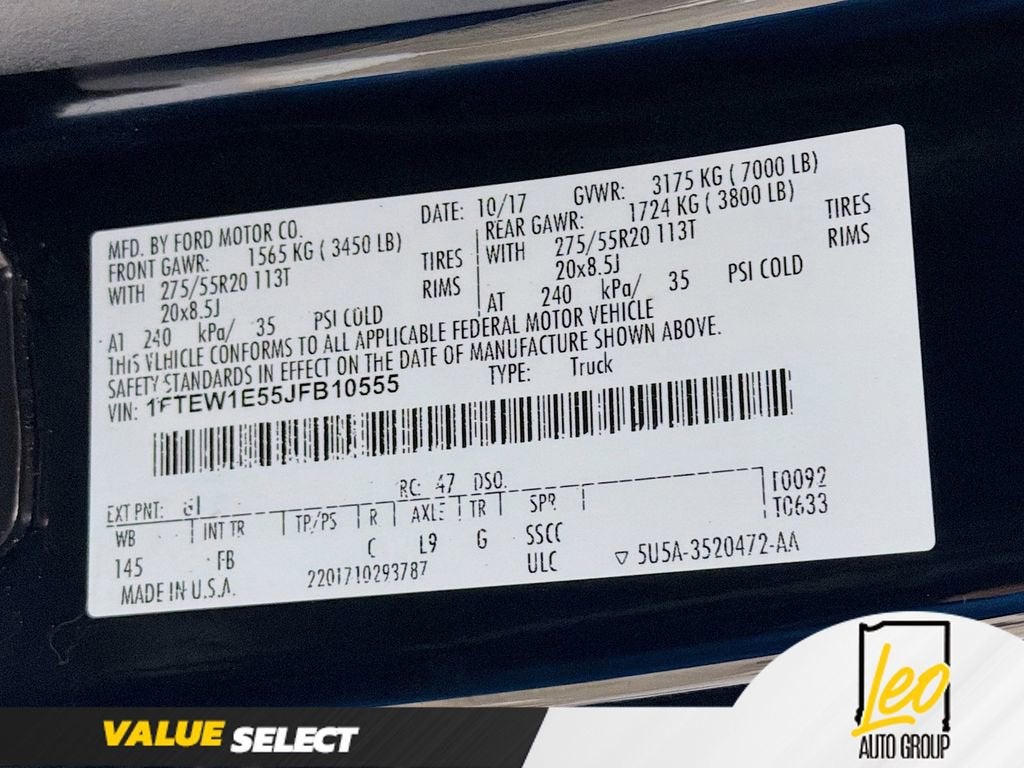 MFD. BY FORD MOTOR CO.
DATE: 10/17
GVWR: 3175 KG ( 7000 LB)
FRONT GAWR: 1565 KG ( 3450 LB)
REAR GAWR: 1724 KG ( 3800 LB)
WITH 275/55R20 113T TIRES
WITH 275/55R20 113T TIRES
20x8.5J RIMS
20x8.5J RIMS
AT 240 kPa/ 35 PSI COLD
AT 240 kPa/ 35 PSI COLD
THIS VEHICLE CONFORMS TO ALL APPLICABLE FEDERAL MOTOR VEHICLE
SAFETY STANDARDS IN EFFECT ON THE DATE OF MANUFACTURE SHOWN ABOVE.
VIN: 1FTEW1E55JFB10555
TYPE: Truck
EXT PNT: G1 RC: 47 DSO:
WB INT TR TP/PS R AXLE TR SPR T0092
TC633
145 FB C L9 G SSCC
ULC
MADE IN U.S.A. 2201710293787
▽ 5U5A-3520472-AA
VALUE SELECT
Leo
AUTO GROUP